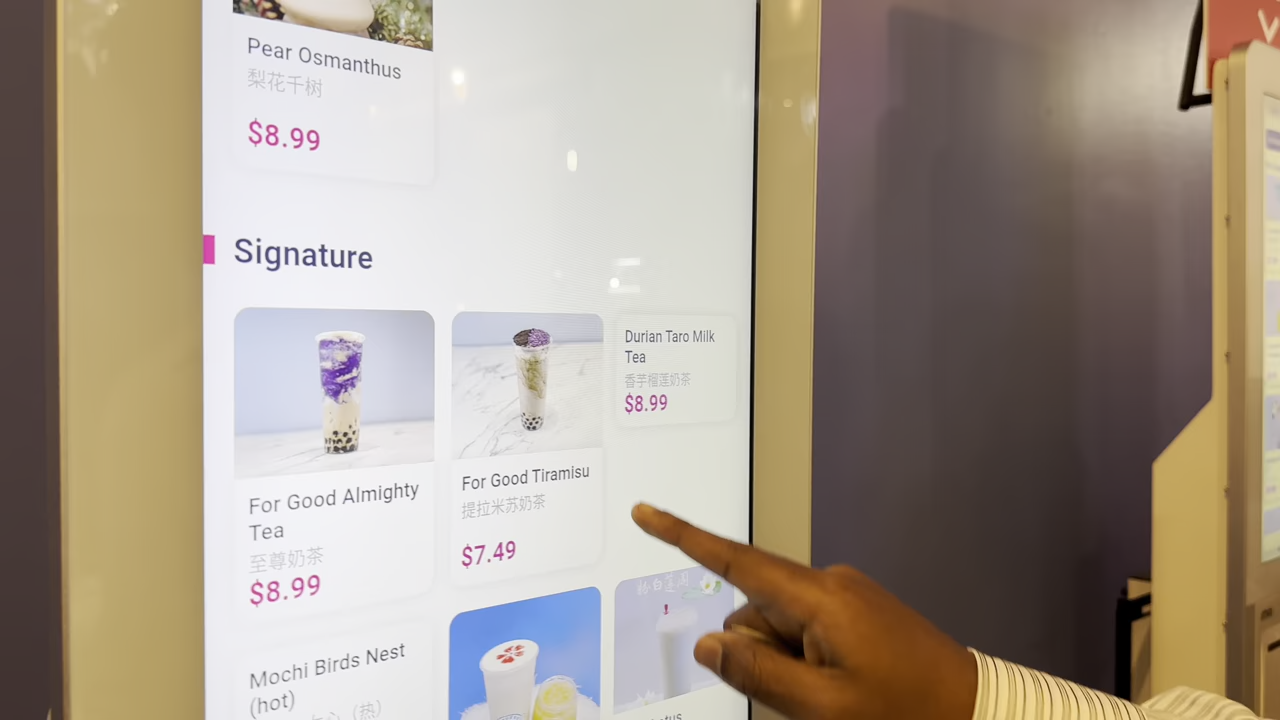 Pear Osmanthus
梨花千树
$8.99
Signature
For Good Almighty
Tea
至尊奶茶
$8.99
For Good Tiramisu
提拉米苏奶茶
$7.49
Durian Taro Milk
Tea
香芋榴莲奶茶
$8.99
Mochi Birds Nest
(hot)
（热）